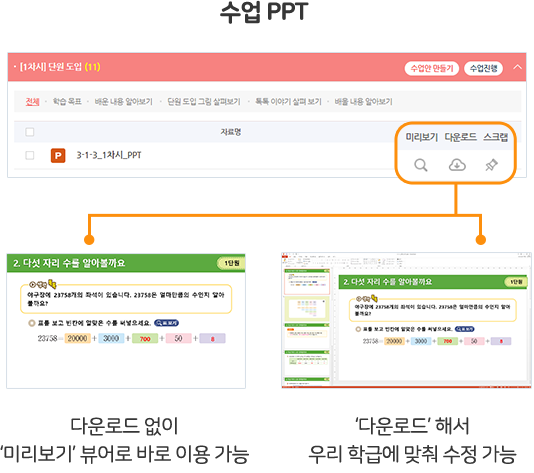 수업 PPT
· [1차시] 단원 도입 (11)
수업안 만들기
수업진행
전체 · 학습 목표 · 배운 내용 알아보기 · 단원 도입 그림 살펴보기 · 톡톡 이야기 살펴 보기 · 배울 내용 알아보기
자료명
미리보기 다운로드 스크랩
P 3-1-3_1차시_PPT
2. 다섯 자리 수를 알아볼까요
1단원
야구장에 23758개의 좌석이 있습니다. 23758은 얼마만큼의 수인지 알아
볼까요?
표를 보고 빈칸에 알맞은 수를 써넣으세요.
표 보기
23758= 20000 + 3000 + 700 + 50 + 8
2. 다섯 자리 수를 알아볼까요
1단원
야구장에 23758개의 좌석이 있습니다. 23758은 얼마만큼의 수인지 알아
볼까요?
표를 보고 빈칸에 알맞은 수를 써넣으세요.
표 보기
23758= 20000 + 3000 + 700 + 50 + 8
다운로드 없이
‘미리보기’ 뷰어로 바로 이용 가능
‘다운로드’ 해서
우리 학급에 맞춰 수정 가능